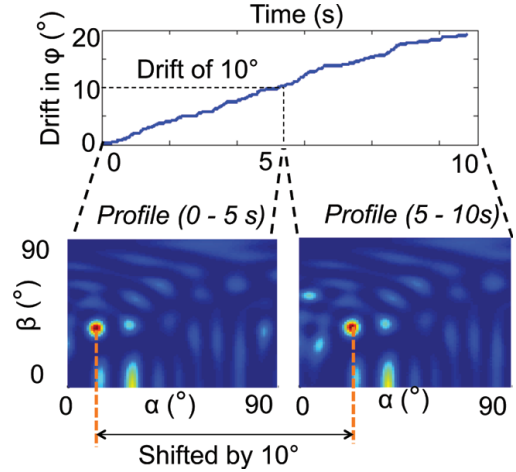 Time (s)
Drift in φ (°)
20
10
0
Drift of 10°
0 5 10
Profile (0 - 5 s) Profile (5 - 10s)
β (°)
90
0
0 α (°) 90 0 α (°) 90
Shifted by 10°